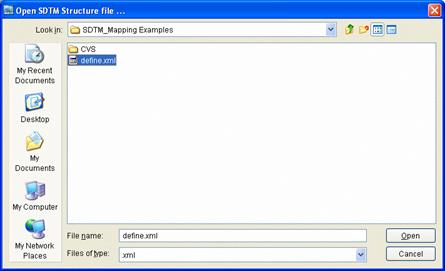 Open SDTM Structure file ...
Look in:
SDTM_Mapping Examples
CVS
define.xml
My Recent
Documents
Desktop
My
Documents
My Computer
My Network
Places
File name:
define.xml
Open
Files of type:
.xml
Cancel